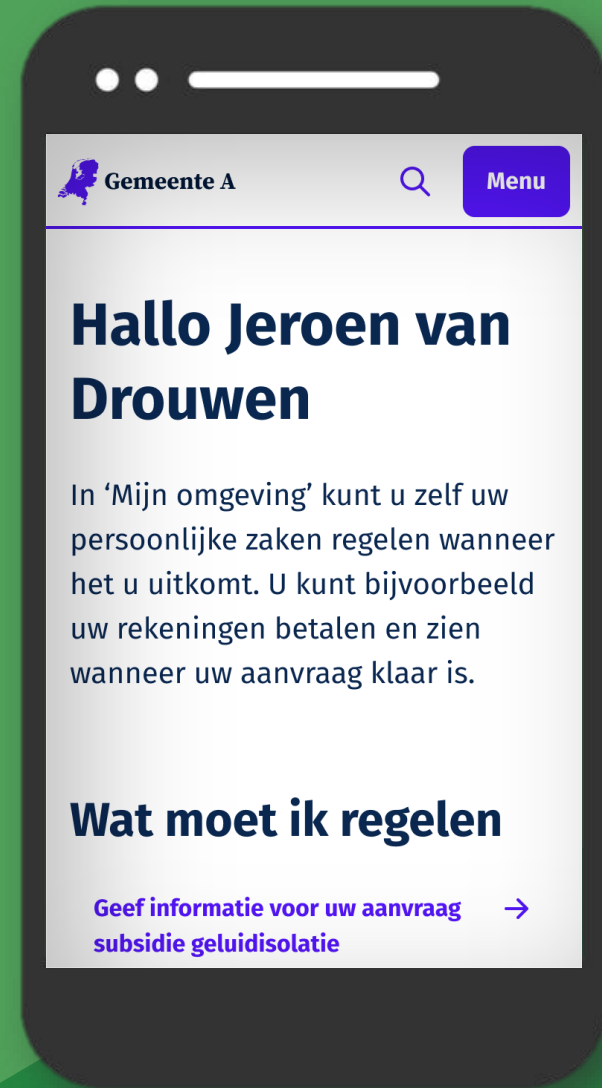 Gemeente A
Menu
Hallo Jeroen van
Drouwen
In ‘Mijn omgeving’ kunt u zelf uw
persoonlijke zaken regelen wanneer
het u uitkomt. U kunt bijvoorbeeld
uw rekeningen betalen en zien
wanneer uw aanvraag klaar is.
Wat moet ik regelen
Geef informatie voor uw aanvraag
subsidie geluidisolatie